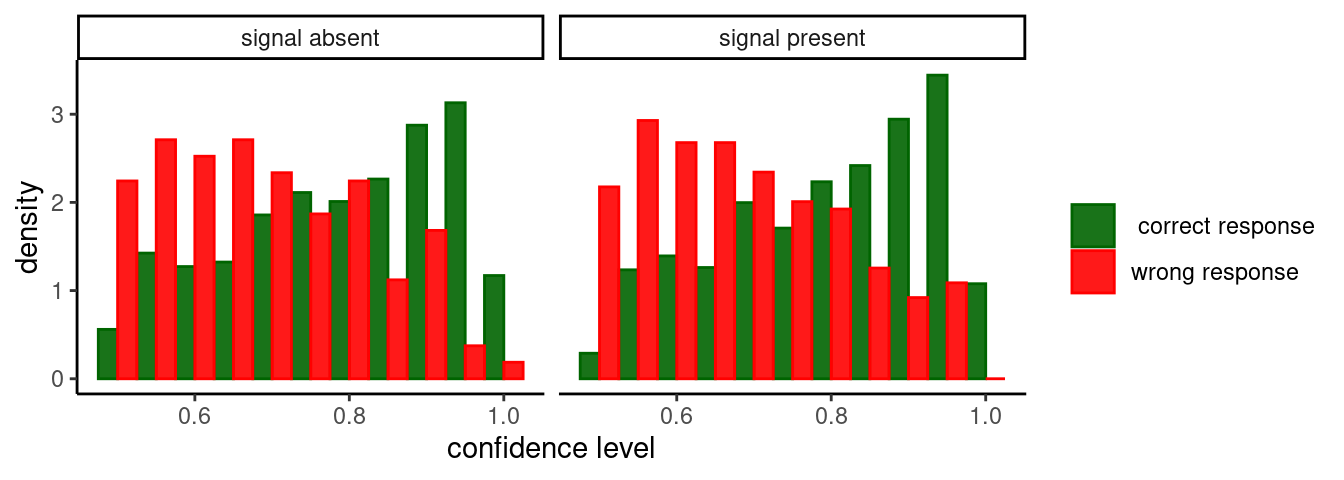 signal absent
signal present
3
2
1
0
density
0.6
0.8
1.0
0.6
0.8
1.0
confidence level
correct response
wrong response